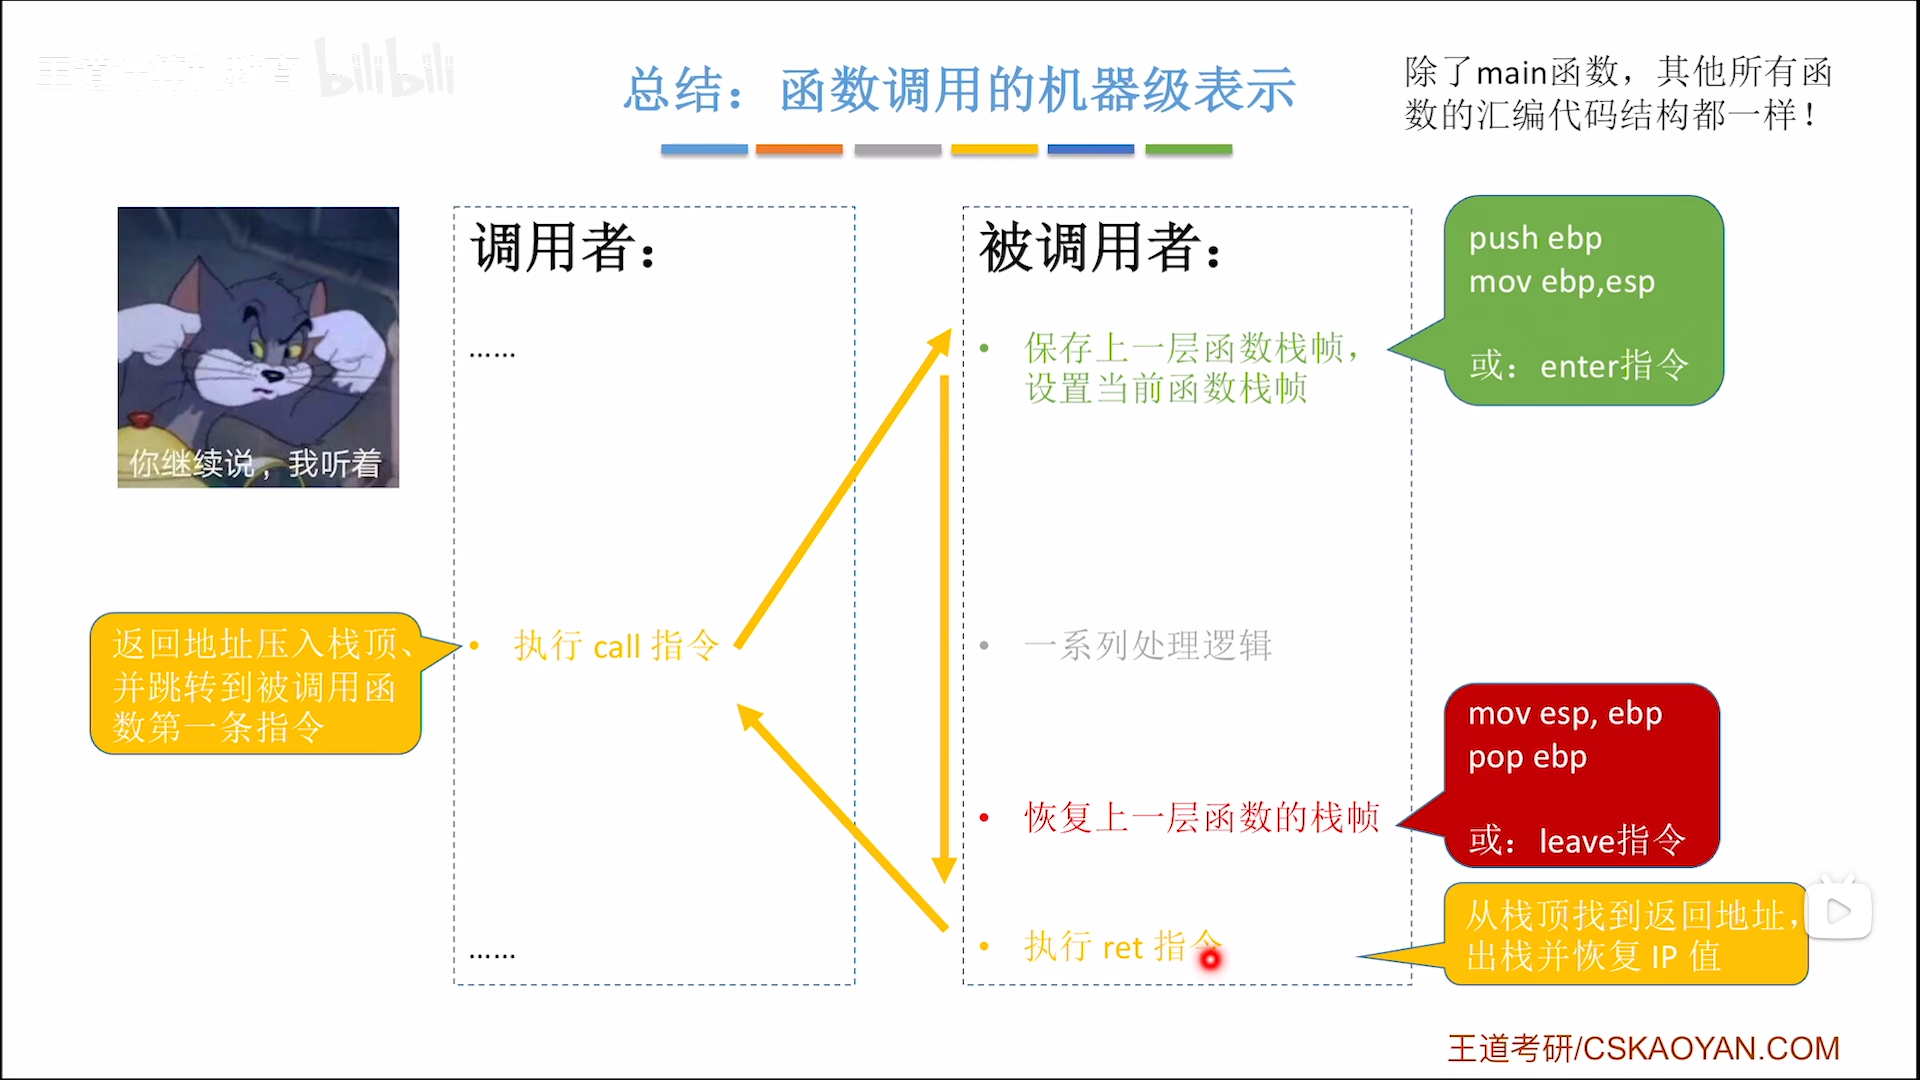 王道计算机教育 bilibili
总结：函数调用的机器级表示
除了main函数，其他所有函
数的汇编代码结构都一样！
你继续说，我听着
调用者：
……
返回地址压入栈顶、
并跳转到被调用函
数第一条指令
• 执行 call 指令
……
被调用者：
• 保存上一层函数栈帧，
设置当前函数栈帧
• 一系列处理逻辑
• 恢复上一层函数的栈帧
• 执行 ret 指令
push ebp
mov ebp,esp
或：enter指令
mov esp, ebp
pop ebp
或：leave指令
从栈顶找到返回地址，
出栈并恢复 IP 值
王道考研/CSKAOYAN.COM